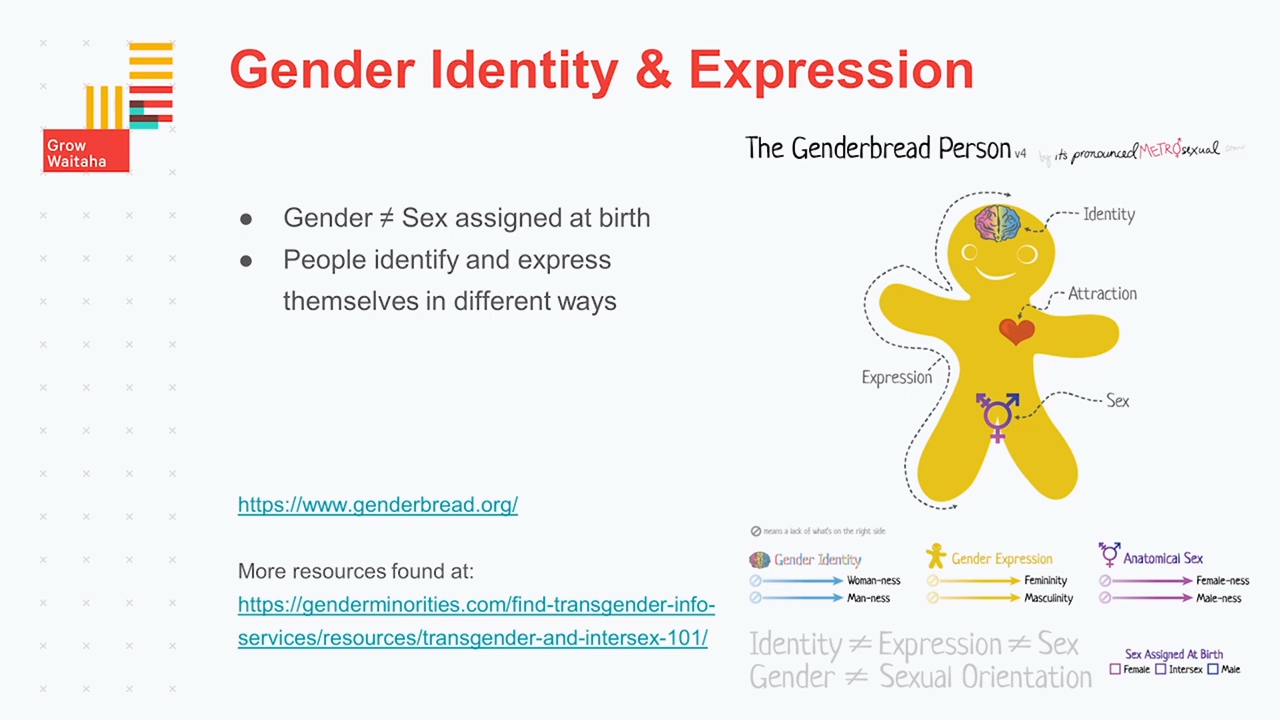 Gender Identity & Expression
Grow
Waitaha
● Gender ≠ Sex assigned at birth
● People identify and express
themselves in different ways
https://www.genderbread.org/
More resources found at:
https://genderminorities.com/find-transgender-info-
services/resources/transgender-and-intersex-101/
The Genderbread Person v4 by it's pronounced METROsexual .com
Identity
Attraction
Expression
Sex
means a lack of what's on the right side
Gender Identity
Woman-ness
Man-ness
Gender Expression
Femininity
Masculinity
Anatomical Sex
Female-ness
Male-ness
Identity ≠ Expression ≠ Sex
Gender ≠ Sexual Orientation
Sex Assigned At Birth
Female Intersex Male